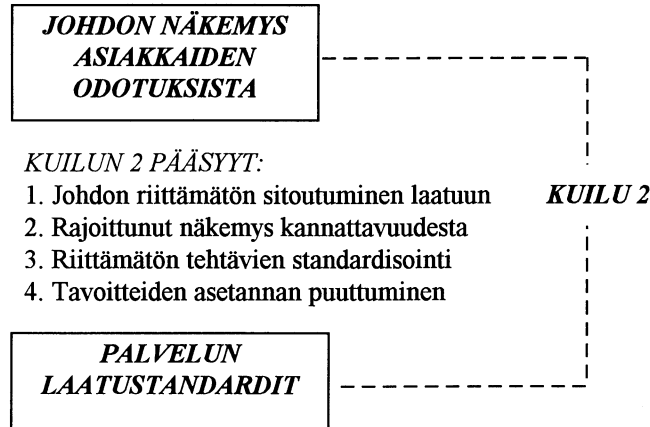 JOHDON NÄKEMYS
ASIAKKAIDEN
ODOTUKSISTA
KUILUN 2 PÄÄSYYT:
1. Johdon riittämätön sitoutuminen laatuun
KUILU 2
2. Rajoittunut näkemys kannattavuudesta
3. Riittämätön tehtävien standardisointi
4. Tavoitteiden asetannan puuttuminen
PALVELUN
LAATUSTANDARDIT